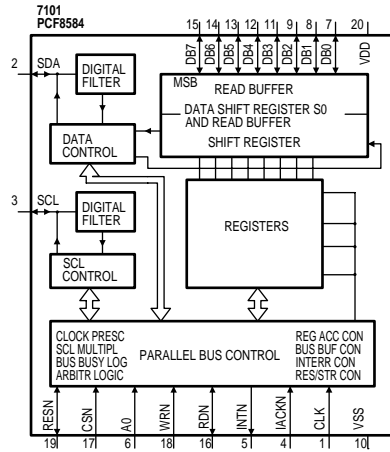 7101
PCF8584
15 14 13 12 11 9 8 7 20
DB7 DB6 DB5 DB4 DB3 DB2 DB1 DB0 VDD
2 SDA
DIGITAL
FILTER
DATA
CONTROL
MSB
READ BUFFER
DATA SHIFT REGISTER S0
AND READ BUFFER
SHIFT REGISTER
3 SCL
DIGITAL
FILTER
SCL
CONTROL
REGISTERS
CLOCK PRESC
SCL MULTIPL
BUS BUSY LOG
ARBITR LOGIC
PARALLEL BUS CONTROL
REG ACC CON
BUS BUF CON
INTERR CON
RES/STR CON
RESN CSN A0 WRN RDN INTN IACKN CLK VSS
19 17 6 18 16 5 4 1 10